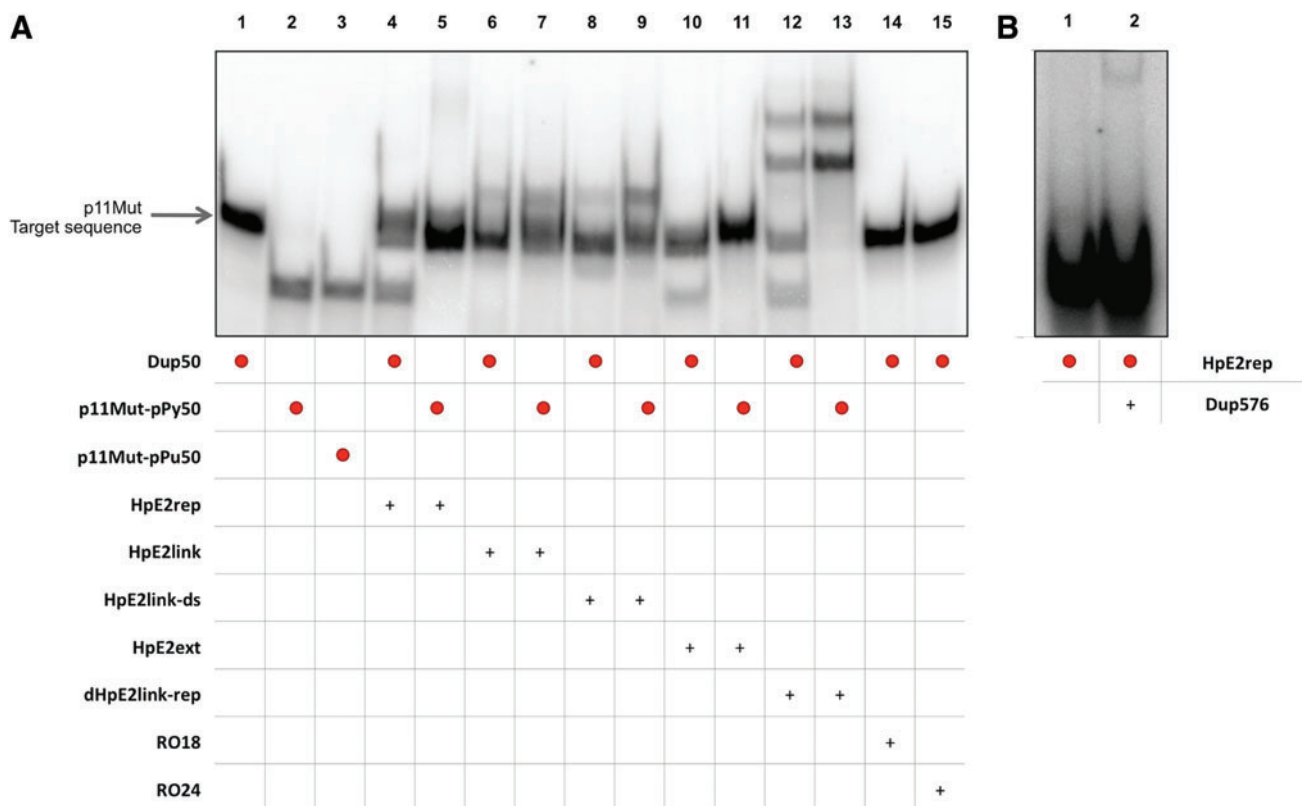 A
1 2 3 4 5 6 7 8 9 10 11 12 13 14 15
B
1 2
p11Mut
Target sequence
Dup50
p11Mut-pPy50
p11Mut-pPu50
HpE2rep
+ +
HpE2link
+ +
HpE2link-ds
+ +
HpE2ext
+ +
dHpE2link-rep
+ +
RO18
+
RO24
+
HpE2rep
+ Dup576